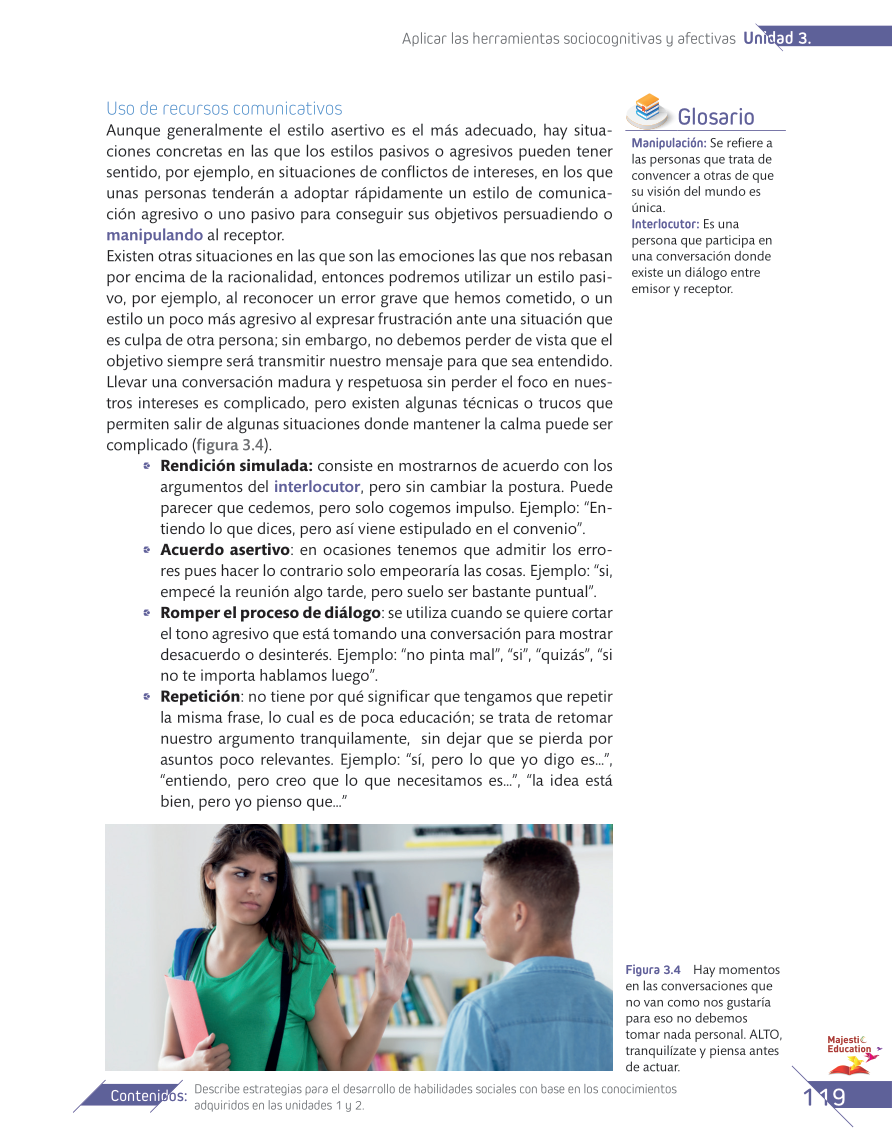 Aplicar las herramientas sociocognitivas y afectivas Unidad 3.
Uso de recursos comunicativos
Aunque generalmente el estilo asertivo es el más adecuado, hay situa-
ciones concretas en las que los estilos pasivos o agresivos pueden tener
sentido, por ejemplo, en situaciones de conflictos de intereses, en los que
unas personas tenderán a adoptar rápidamente un estilo de comunica-
ción agresivo o uno pasivo para conseguir sus objetivos persuadiendo o
manipulando al receptor.
Existen otras situaciones en las que son las emociones las que nos rebasan
por encima de la racionalidad, entonces podremos utilizar un estilo pasi-
vo, por ejemplo, al reconocer un error grave que hemos cometido, o un
estilo un poco más agresivo al expresar frustración ante una situación que
es culpa de otra persona; sin embargo, no debemos perder de vista que el
objetivo siempre será transmitir nuestro mensaje para que sea entendido.
Llevar una conversación madura y respetuosa sin perder el foco en nues-
tros intereses es complicado, pero existen algunas técnicas o trucos que
permiten salir de algunas situaciones donde mantener la calma puede ser
complicado (figura 3.4).
Rendición simulada: consiste en mostrarnos de acuerdo con los
argumentos del interlocutor, pero sin cambiar la postura. Puede
parecer que cedemos, pero solo cogemos impulso. Ejemplo: “En-
tiendo lo que dices, pero así viene estipulado en el convenio”.
Acuerdo asertivo: en ocasiones tenemos que admitir los erro-
res pues hacer lo contrario solo empeoraría las cosas. Ejemplo: “si,
empecé la reunión algo tarde, pero suelo ser bastante puntual”.
Romper el proceso de diálogo: se utiliza cuando se quiere cortar
el tono agresivo que está tomando una conversación para mostrar
desacuerdo o desinterés. Ejemplo: “no pinta mal”, “si”, “quizás”, “si
no te importa hablamos luego”.
Repetición: no tiene por qué significar que tengamos que repetir
la misma frase, lo cual es de poca educación; se trata de retomar
nuestro argumento tranquilamente, sin dejar que se pierda por
asuntos poco relevantes. Ejemplo: “sí, pero lo que yo digo es...”,
“entiendo, pero creo que lo que necesitamos es...”, “la idea está
bien, pero yo pienso que...”
Glosario
Manipulación: Se refiere a
las personas que trata de
convencer a otras de que
su visión del mundo es
única.
Interlocutor: Es una
persona que participa en
una conversación donde
existe un diálogo entre
emisor y receptor.
Figura 3.4 Hay momentos
en las conversaciones que
no van como nos gustaría
para eso no debemos
tomar nada personal. ALTO,
tranquilízate y piensa antes
de actuar.
Majesti
Education
Contenidos: Describe estrategias para el desarrollo de habilidades sociales con base en los conocimientos
adquiridos en las unidades 1 y 2.
119